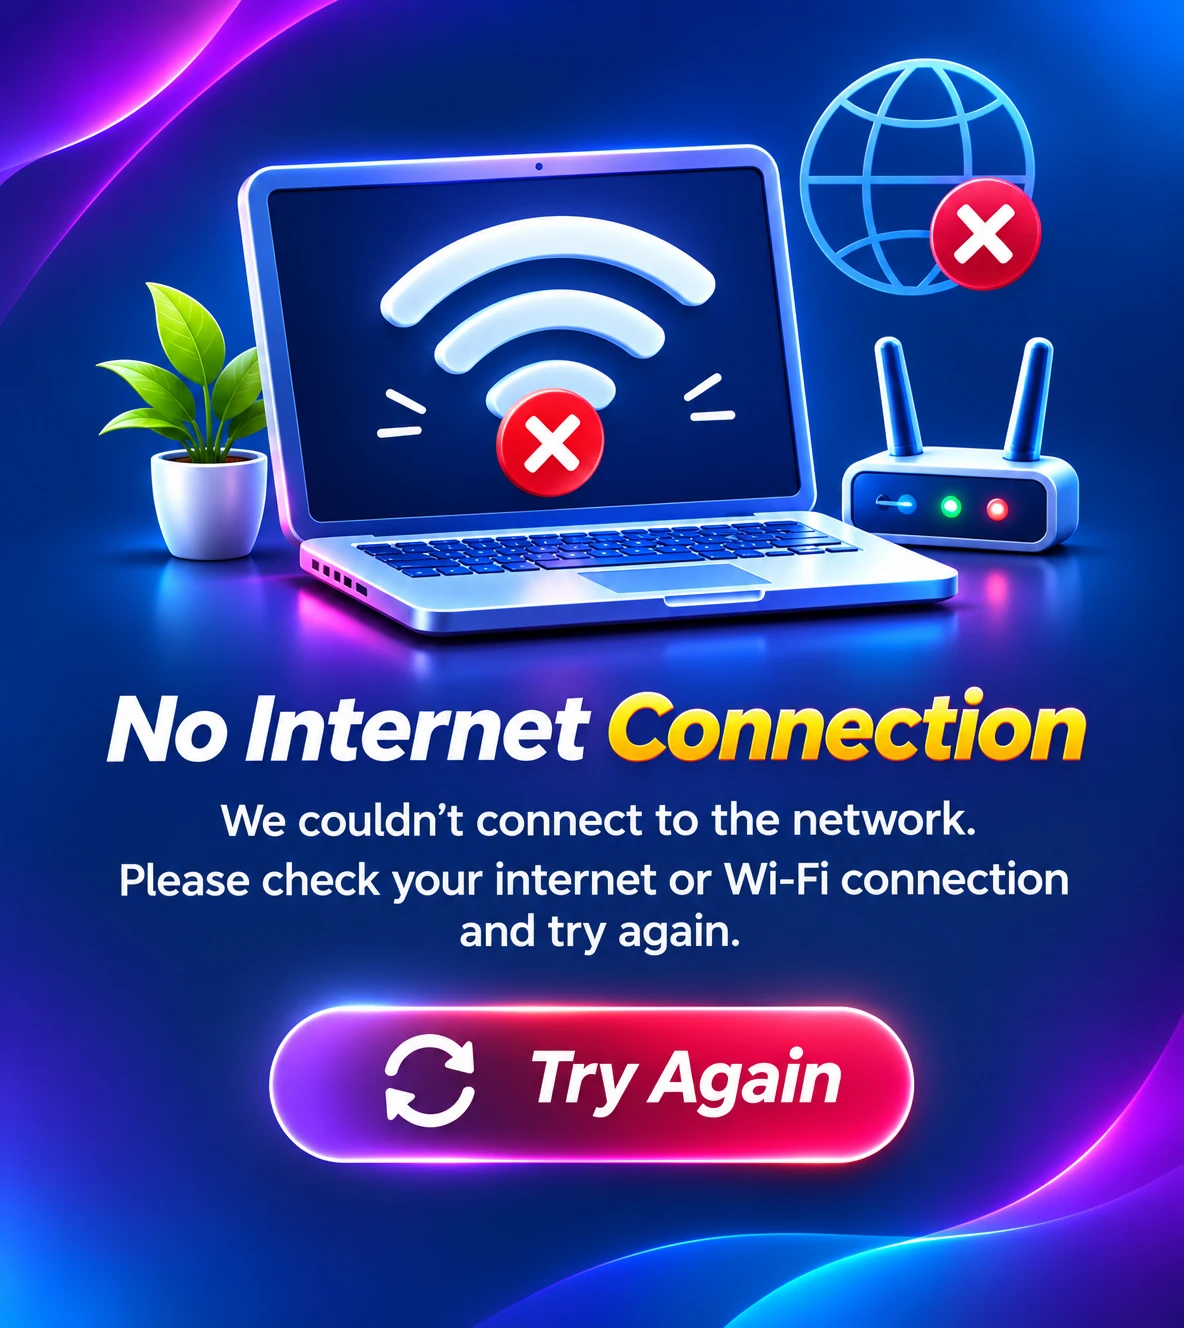 No Internet Connection
We couldn’t connect to the network.
Please check your internet or Wi-Fi connection
and try again.
Try Again